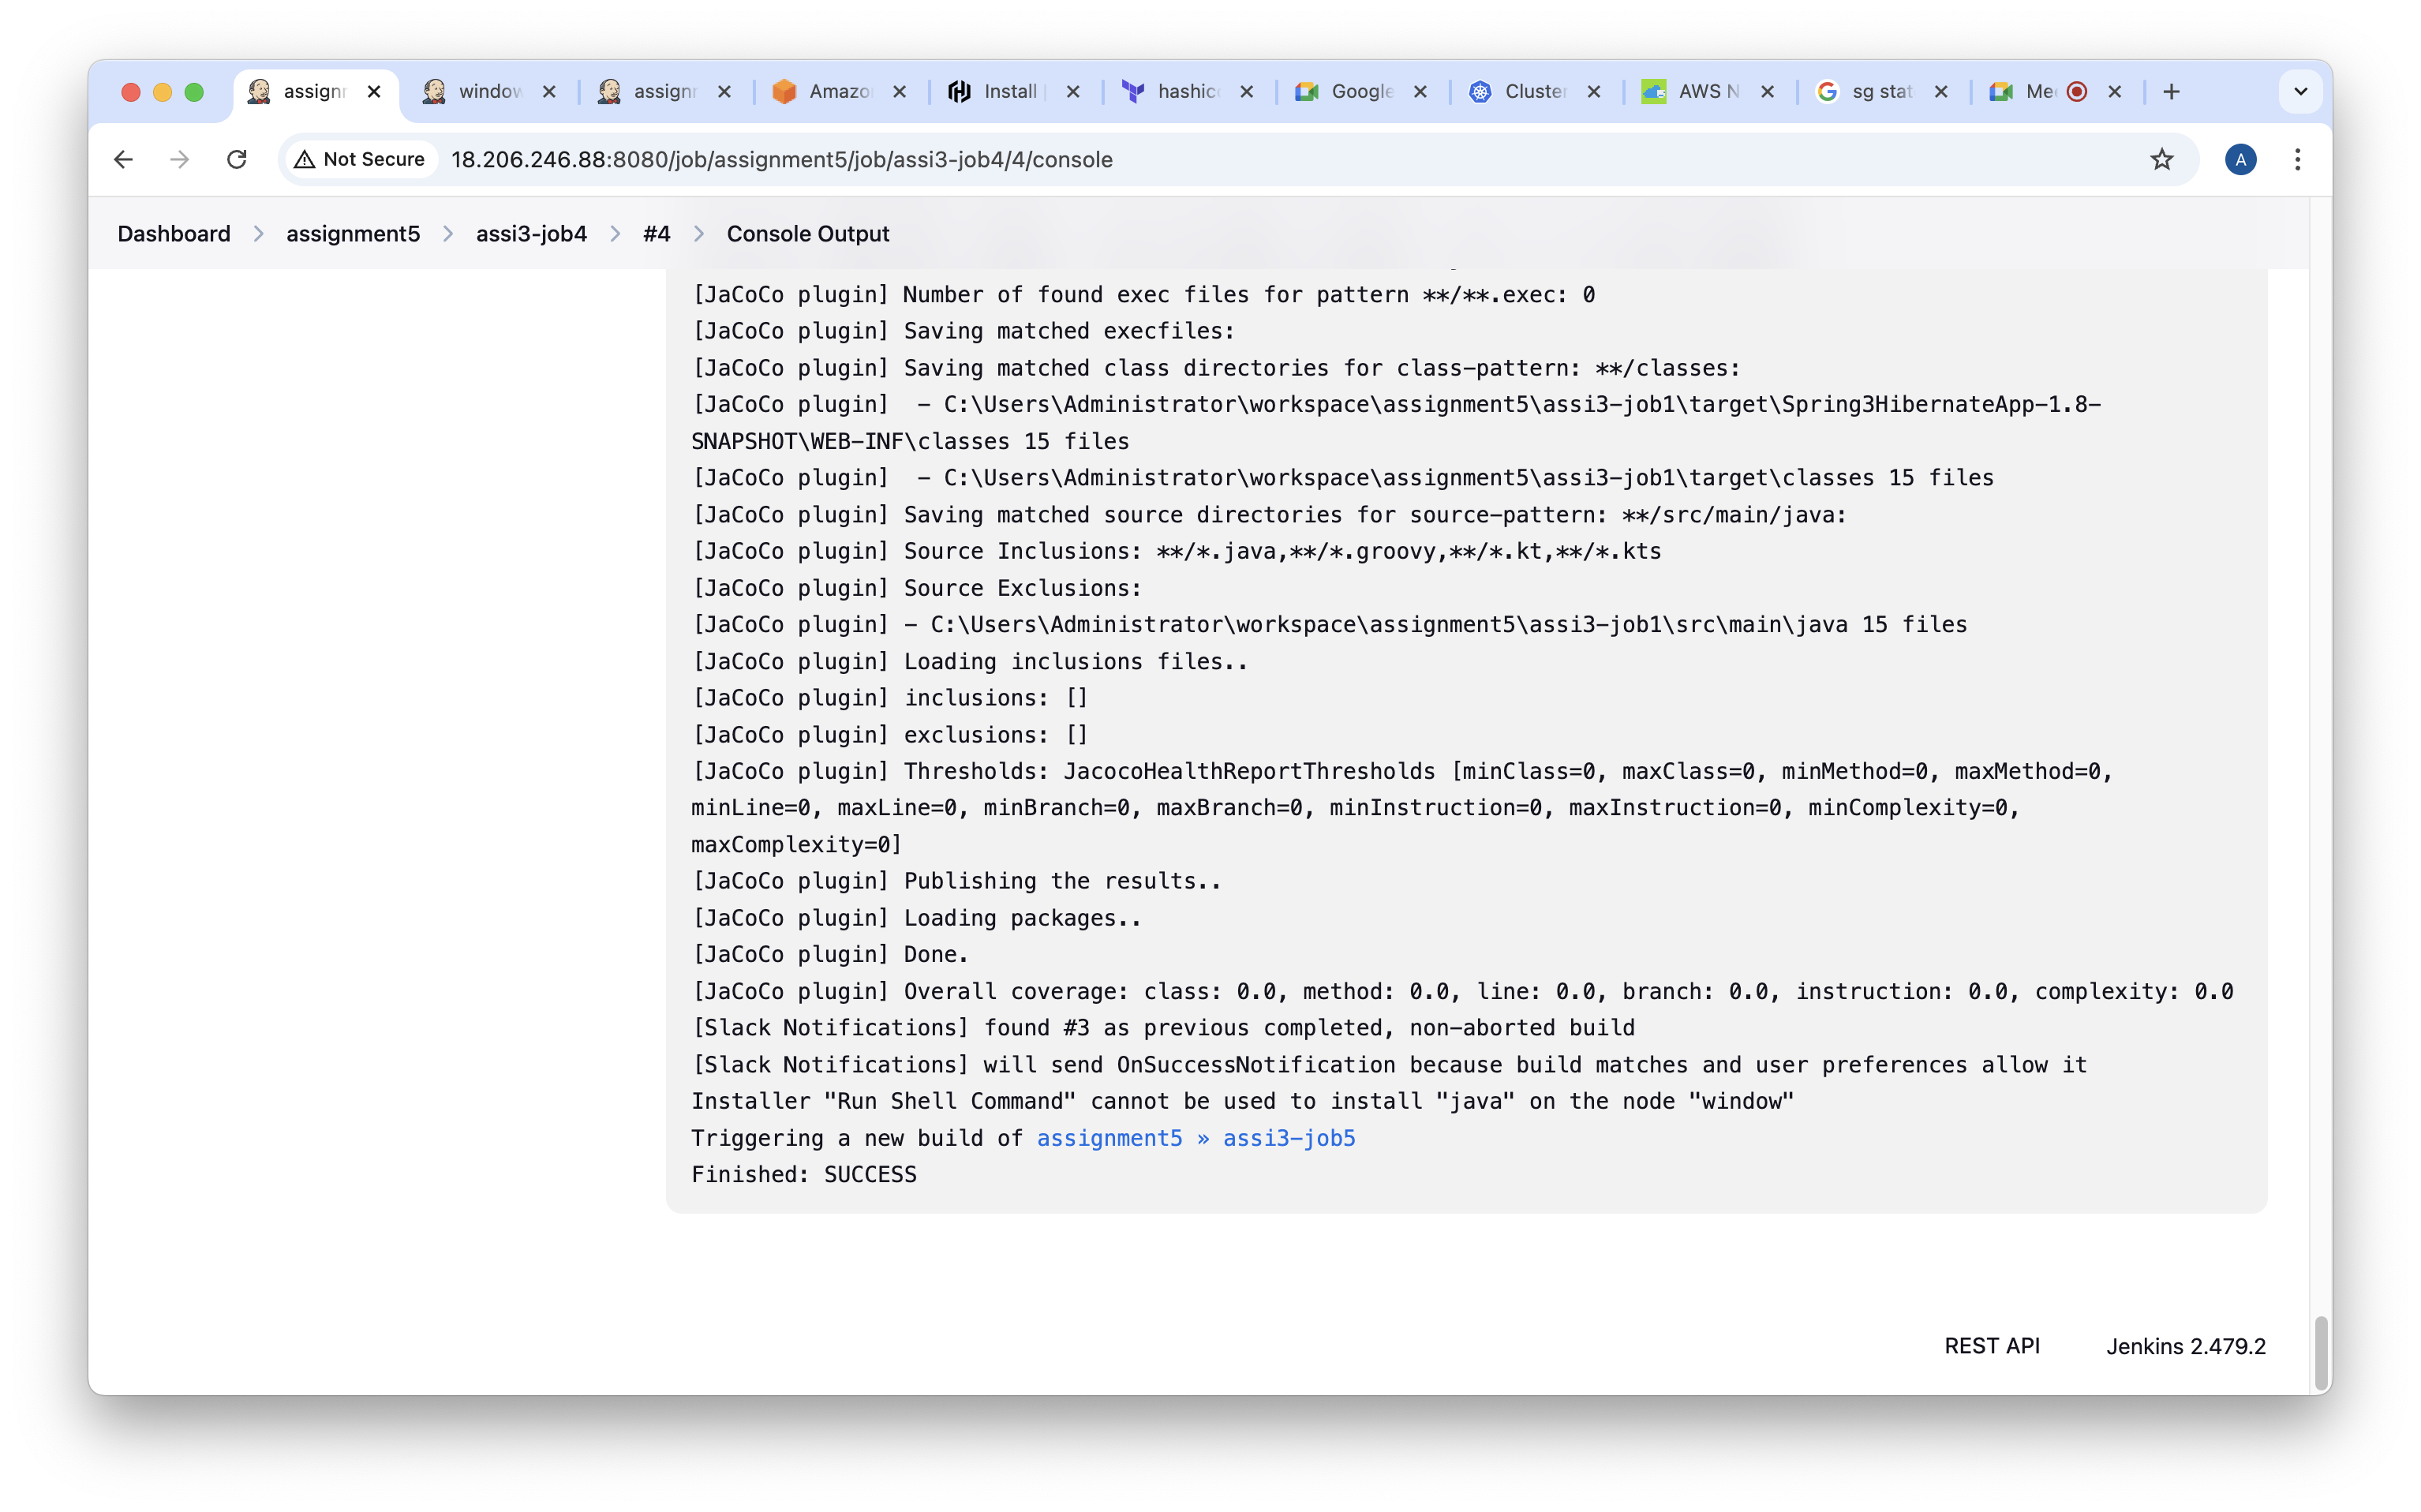 assign
window
assign
Amazo
Install
hashic
Google
Cluster
AWS N
sg stat
Me
Not Secure
18.206.246.88:8080/job/assignment5/job/assi3-job4/4/console
A
Dashboard > assignment5 > assi3-job4 > #4 > Console Output
[JaCoCo plugin] Number of found exec files for pattern **/**.exec: 0
[JaCoCo plugin] Saving matched execfiles:
[JaCoCo plugin] Saving matched class directories for class-pattern: **/classes:
[JaCoCo plugin]  - C:\Users\Administrator\workspace\assignment5\assi3-job1\target\Spring3HibernateApp-1.8-
SNAPSHOT\WEB-INF\classes 15 files
[JaCoCo plugin]  - C:\Users\Administrator\workspace\assignment5\assi3-job1\target\classes 15 files
[JaCoCo plugin] Saving matched source directories for source-pattern: **/src/main/java:
[JaCoCo plugin] Source Inclusions: **/*.java,**/*.groovy,**/*.kt,**/*.kts
[JaCoCo plugin] Source Exclusions:
[JaCoCo plugin] - C:\Users\Administrator\workspace\assignment5\assi3-job1\src\main\java 15 files
[JaCoCo plugin] Loading inclusions files..
[JaCoCo plugin] inclusions: []
[JaCoCo plugin] exclusions: []
[JaCoCo plugin] Thresholds: JacocoHealthReportThresholds [minClass=0, maxClass=0, minMethod=0, maxMethod=0,
minLine=0, maxLine=0, minBranch=0, maxBranch=0, minInstruction=0, maxInstruction=0, minComplexity=0,
maxComplexity=0]
[JaCoCo plugin] Publishing the results..
[JaCoCo plugin] Loading packages..
[JaCoCo plugin] Done.
[JaCoCo plugin] Overall coverage: class: 0.0, method: 0.0, line: 0.0, branch: 0.0, instruction: 0.0, complexity: 0.0
[Slack Notifications] found #3 as previous completed, non-aborted build
[Slack Notifications] will send OnSuccessNotification because build matches and user preferences allow it
Installer "Run Shell Command" cannot be used to install "java" on the node "window"
Triggering a new build of assignment5 » assi3-job5
Finished: SUCCESS
REST API
Jenkins 2.479.2